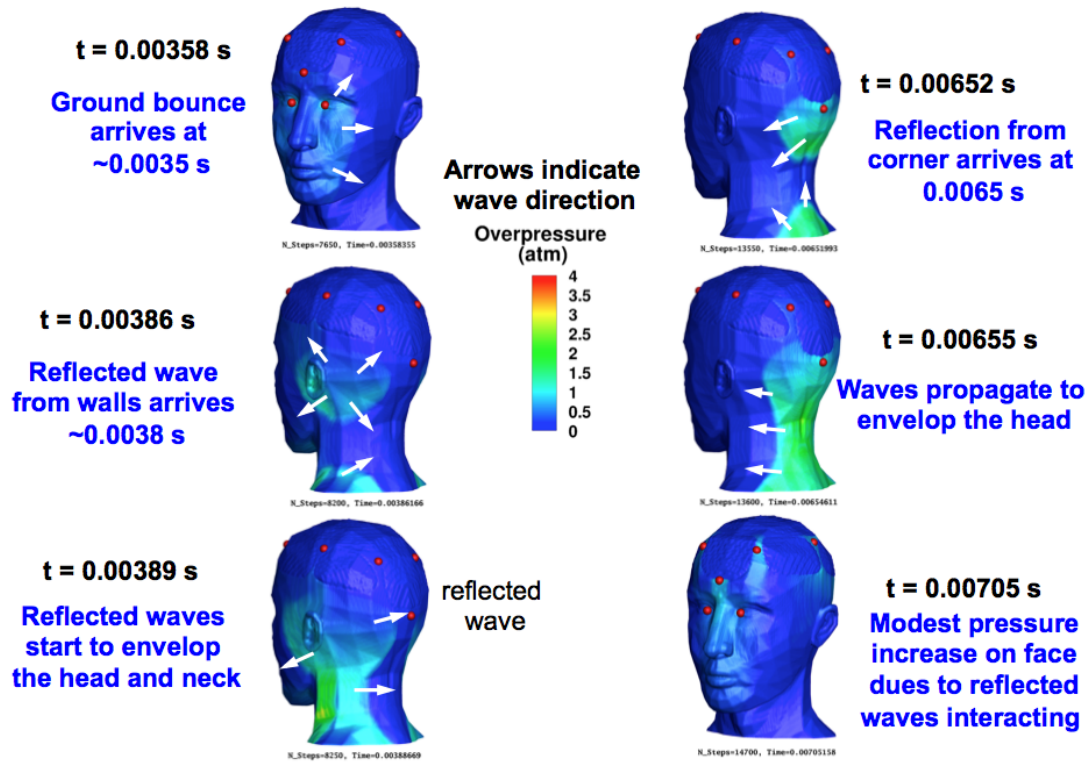 t = 0.00358 s
Ground bounce
arrives at
~0.0035 s
N_Steps=7650, Time=0.00358355
t = 0.00386 s
Reflected wave
from walls arrives
~0.0038 s
N_Steps=8200, Time=0.00386166
t = 0.00389 s
Reflected waves
start to envelop
the head and neck
N_Steps=8250, Time=0.00388669
reflected
wave
Arrows indicate
wave direction
Overpressure
(atm)
4
3.5
3
2.5
2
1.5
1
0.5
0
t = 0.00652 s
Reflection from
corner arrives at
0.0065 s
N_Steps=13550, Time=0.00651993
t = 0.00655 s
Waves propagate to
envelop the head
N_Steps=13600, Time=0.00654611
t = 0.00705 s
Modest pressure
increase on face
dues to reflected
waves interacting
N_Steps=14700, Time=0.00705158